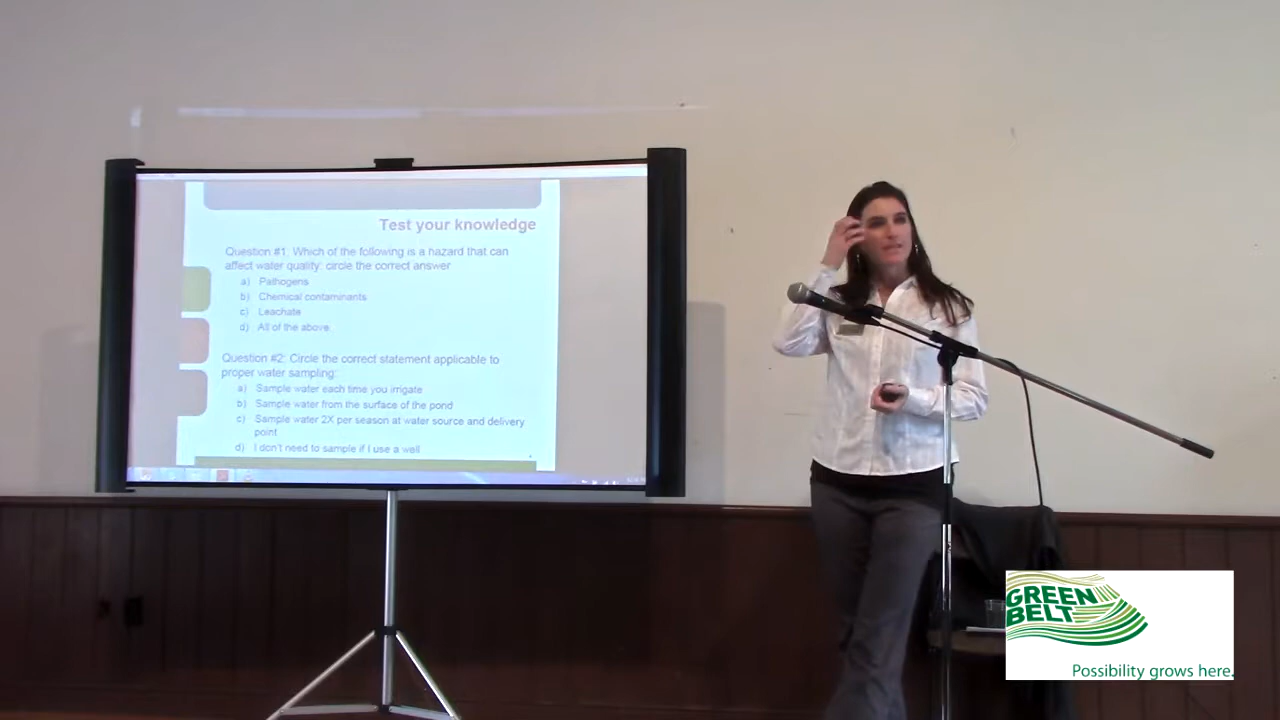 Test your knowledge
Question #1: Which of the following is a hazard that can
affect water quality: circle the correct answer
a) Pathogens
b) Chemical contaminants
c) Leachate
d) All of the above.
Question #2: Circle the correct statement applicable to
proper water sampling:
a) Sample water each time you irrigate
b) Sample water from the surface of the pond
c) Sample water 2X per season at water source and delivery
point
d) I don't need to sample if I use a well
GREEN
BELT
Possibility grows here.